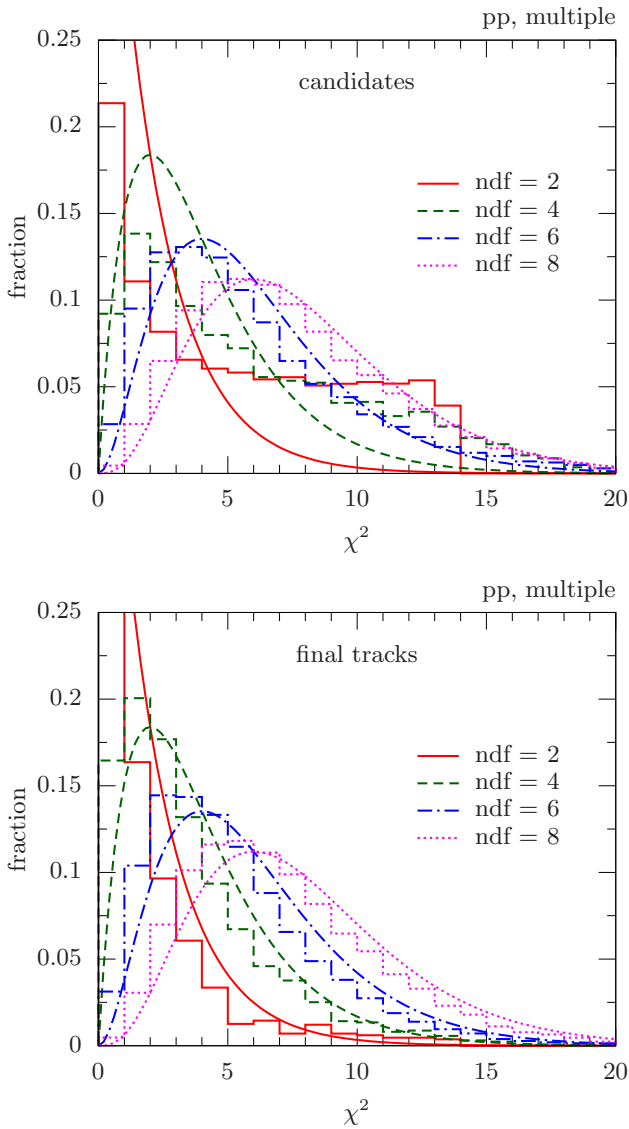 pp, multiple
candidates
0.25
0.2
0.15
0.1
0.05
0
fraction
ndf = 2
ndf = 4
ndf = 6
ndf = 8
0 5 10 15 20
χ²
pp, multiple
final tracks
0.25
0.2
0.15
0.1
0.05
0
fraction
ndf = 2
ndf = 4
ndf = 6
ndf = 8
0 5 10 15 20
χ²